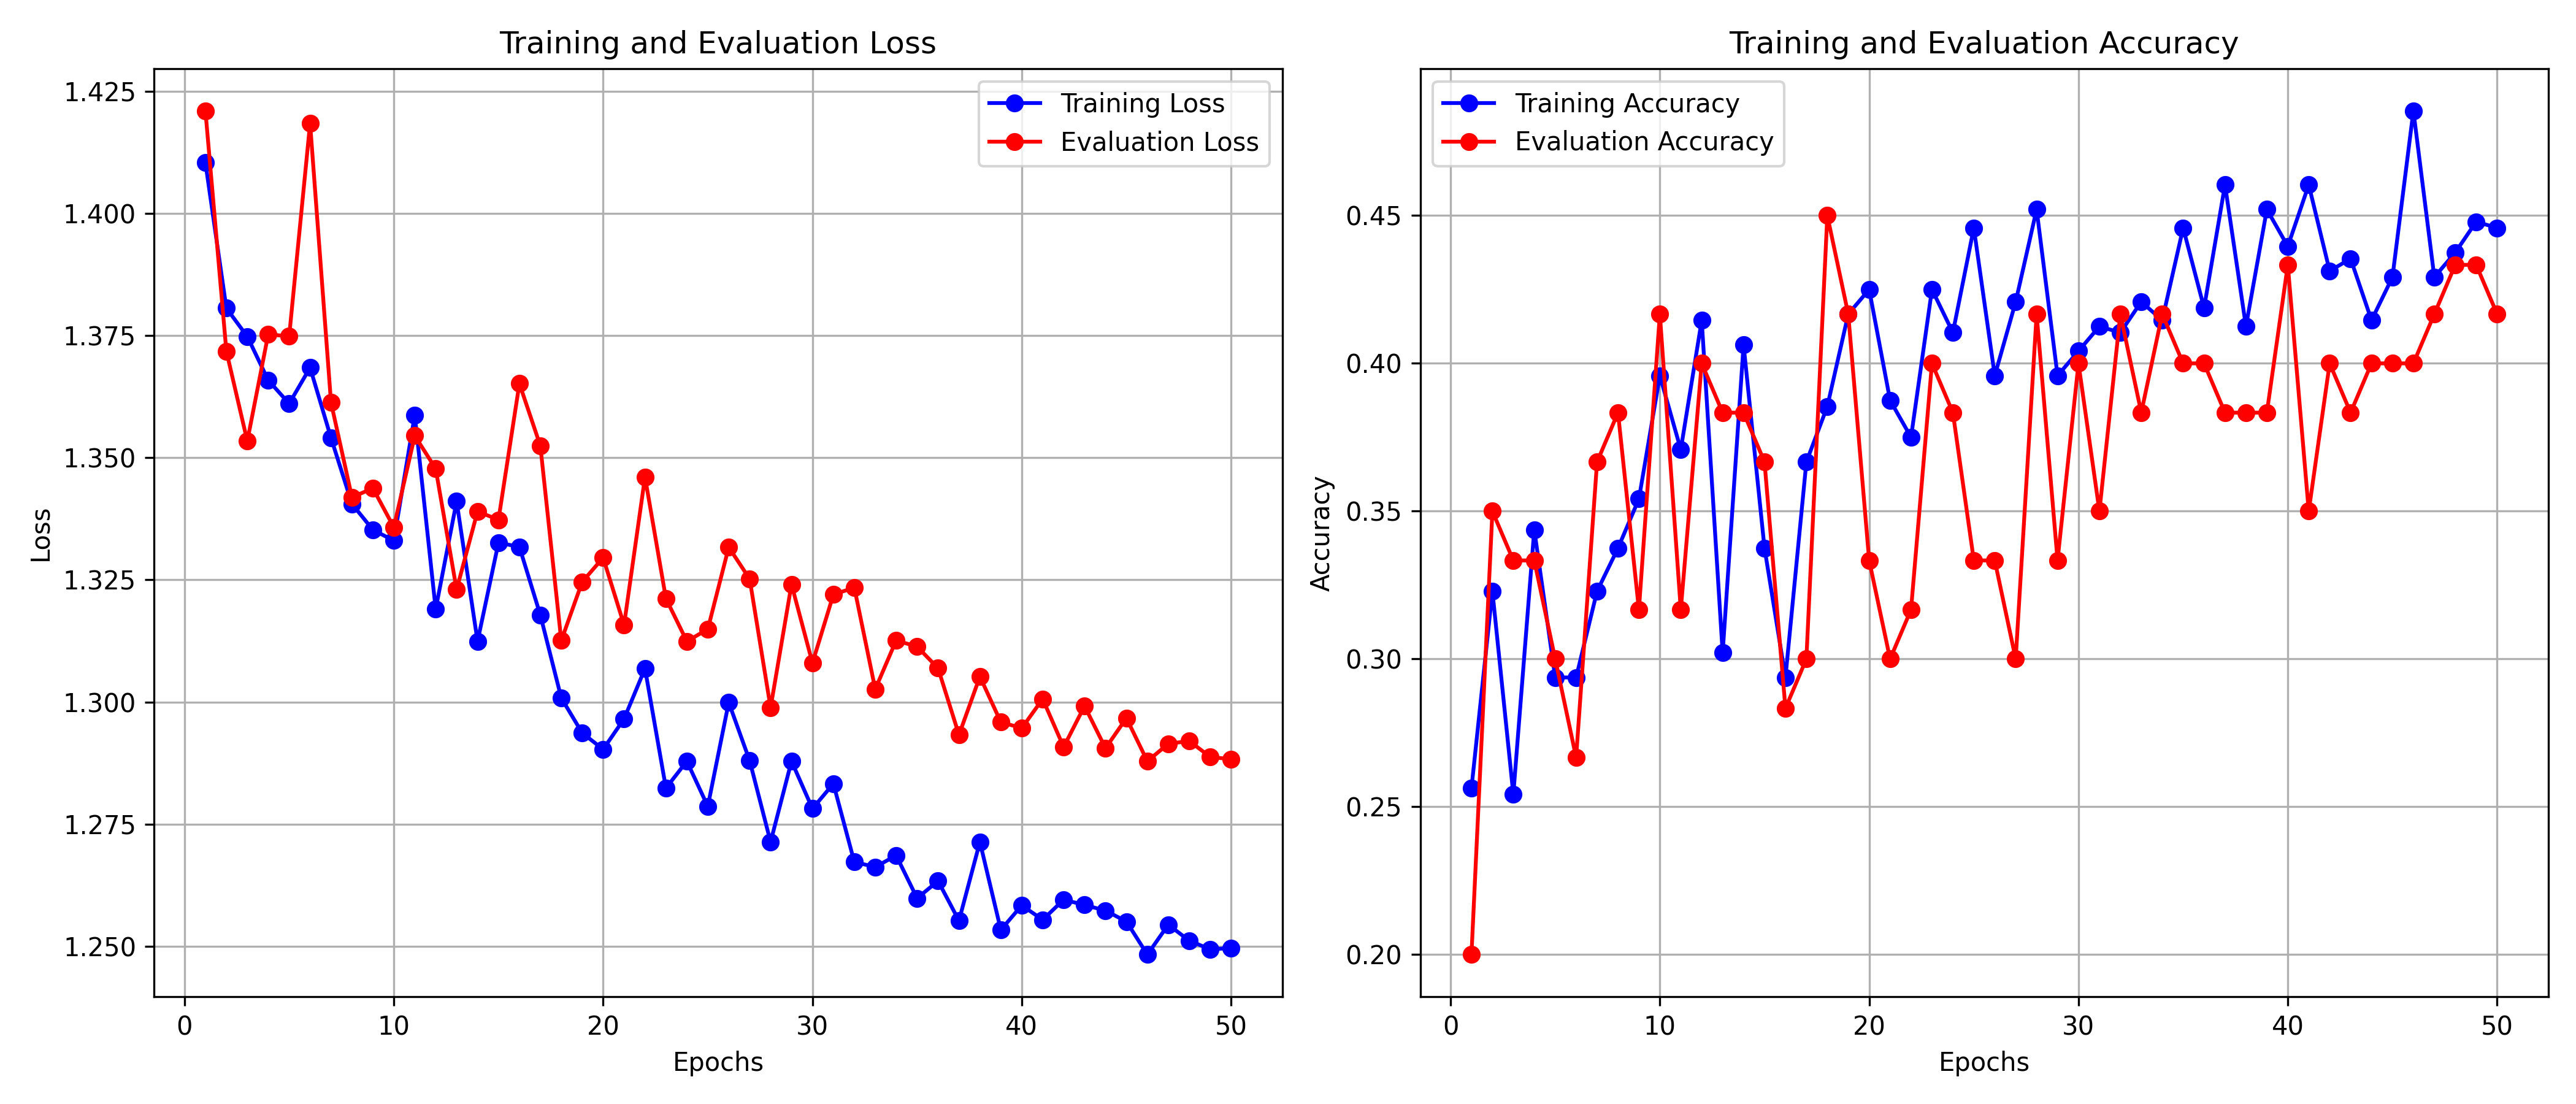 Training and Evaluation Loss
1.425
1.400
1.375
1.350
1.325
1.300
1.275
1.250
Loss
Training Loss
Evaluation Loss
0 10 20 30 40 50
Epochs
Training and Evaluation Accuracy
0.45
0.40
0.35
0.30
0.25
0.20
Accuracy
Training Accuracy
Evaluation Accuracy
0 10 20 30 40 50
Epochs